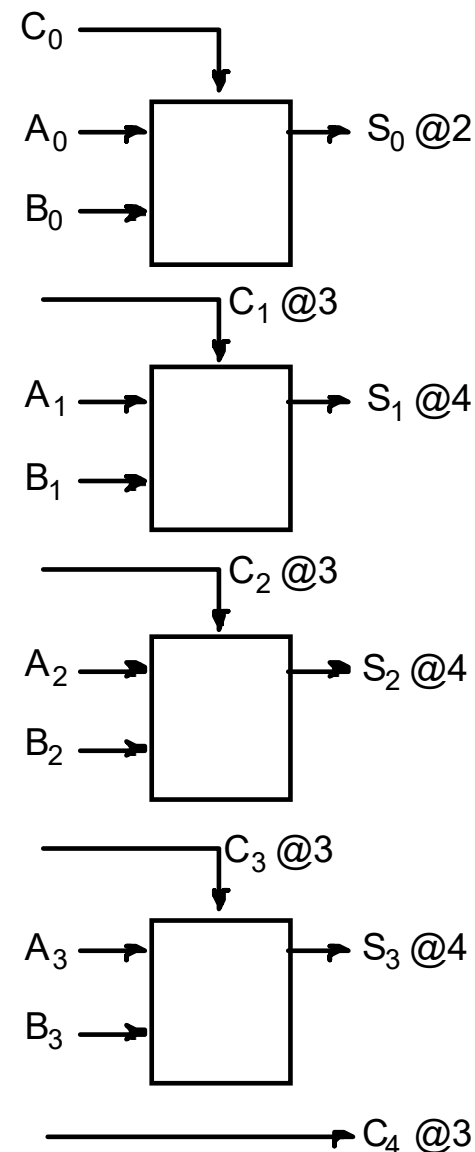 C₀
A₀ S₀ @2
B₀
C₁ @3
A₁ S₁ @4
B₁
C₂ @3
A₂ S₂ @4
B₂
C₃ @3
A₃ S₃ @4
B₃
C₄ @3